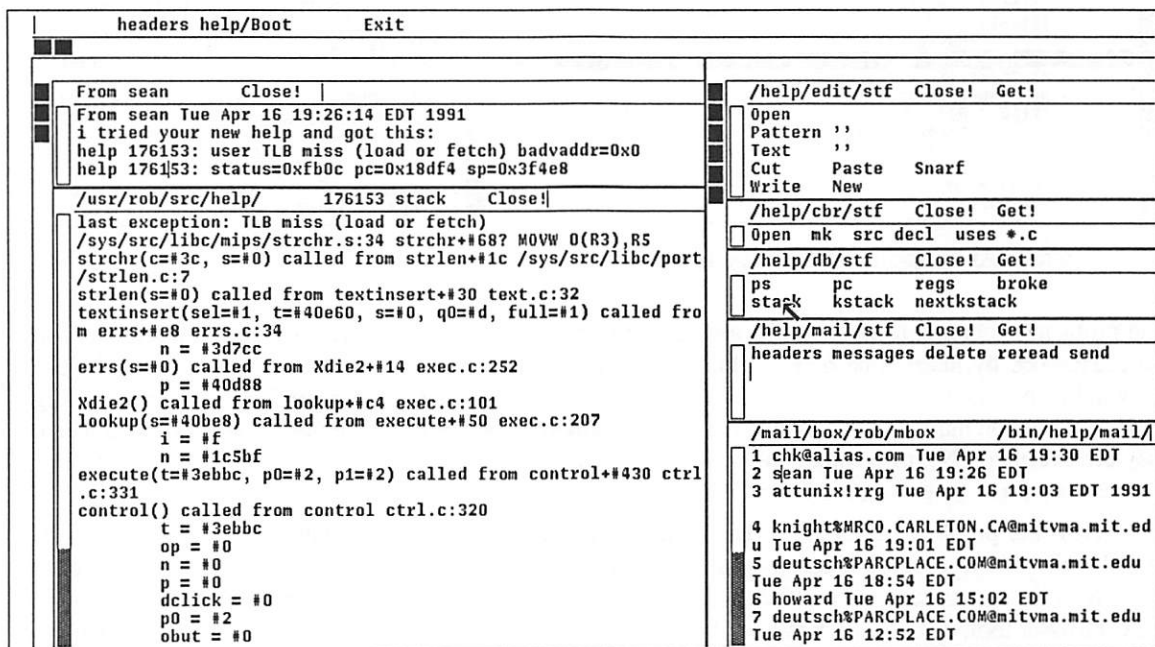 headers help/Boot Exit
From sean Close!
From sean Tue Apr 16 19:26:14 EDT 1991
i tried your new help and got this:
help 176153: user TLB miss (load or fetch) badvaddr=0x0
help 176153: status=0xfb0c pc=0x18df4 sp=0x3f4e8
/usr/rob/src/help/ 176153 stack Close!
last exception: TLB miss (load or fetch)
/sys/src/libc/mips/strchr.s:34 strchr+#68? MOVW 0(R3),R5
strchr(c=#3c, s=#0) called from strlen+#1c /sys/src/libc/port
/strlen.c:7
strlen(s=#0) called from textinsert+#30 text.c:32
textinsert(sel=#1, t=#40e60, s=#0, q0=#d, full=#1) called fro
m errs+#e8 errs.c:34
n = #3d7cc
errs(s=#0) called from Xdie2+#14 exec.c:252
p = #40d88
Xdie2() called from lookup+#c4 exec.c:101
lookup(s=#40be8) called from execute+#50 exec.c:207
i = #f
n = #1c5bf
execute(t=#3ebbc, p0=#2, p1=#2) called from control+#430 ctrl
.c:331
control() called from control ctrl.c:320
t = #3ebbc
op = #0
n = #0
p = #0
dclick = #0
p0 = #2
obut = #0
/help/edit/stf Close! Get!
Open
Pattern ''
Text ''
Cut Paste Snarf
Write New
/help/cbr/stf Close! Get!
Open mk src decl uses *.c
/help/db/stf Close! Get!
ps pc regs broke
stack kstack nextkstack
/help/mail/stf Close! Get!
headers messages delete reread send
/mail/box/rob/mbox /bin/help/mail/
1 chk@alias.com Tue Apr 16 19:30 EDT
2 sean Tue Apr 16 19:26 EDT
3 attunix!rrg Tue Apr 16 19:03 EDT 1991
4 knight%MRCO.CARLETON.CA@mitvma.mit.ed
u Tue Apr 16 19:01 EDT
5 deutsch%PARCPLACE.COM@mitvma.mit.edu
Tue Apr 16 18:54 EDT
6 howard Tue Apr 16 15:02 EDT
7 deutsch%PARCPLACE.COM@mitvma.mit.edu
Tue Apr 16 12:52 EDT